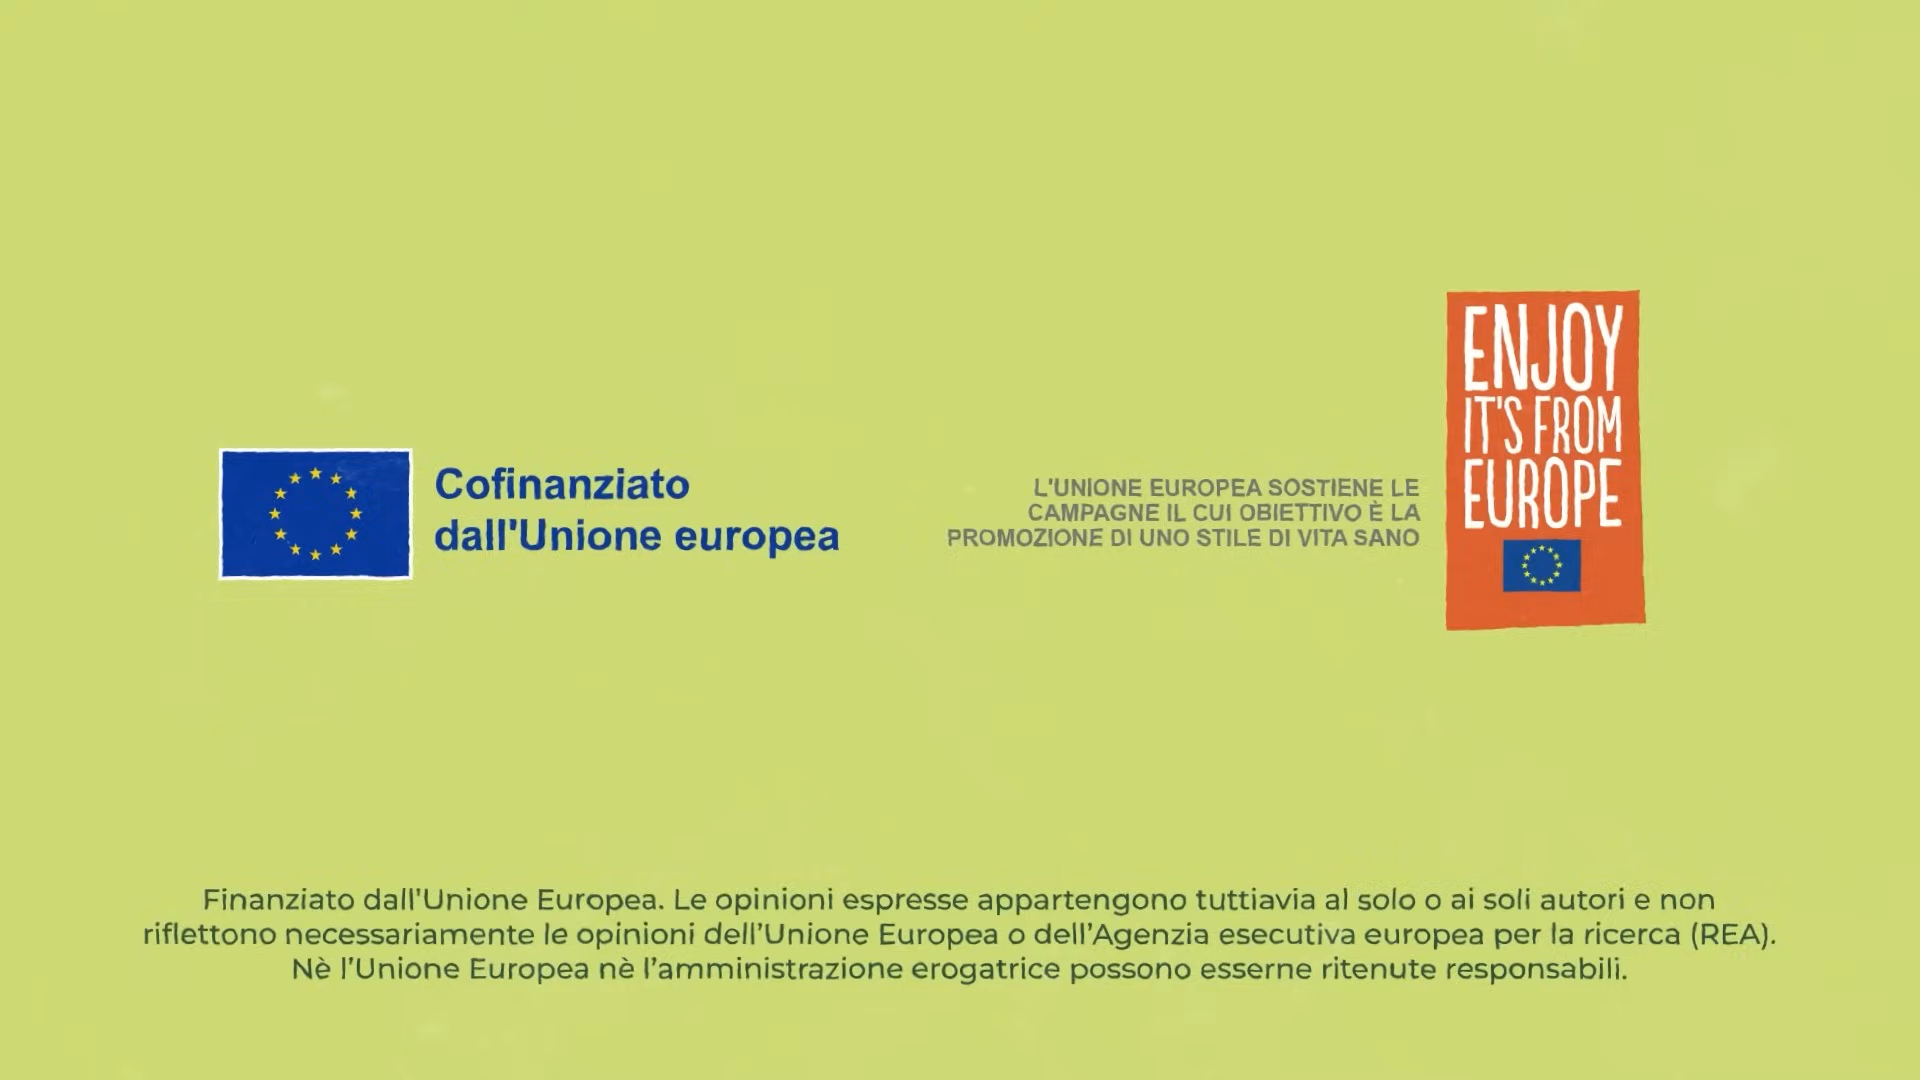 Cofinanziato
dall'Unione europea
L'UNIONE EUROPEA SOSTIENE LE
CAMPAGNE IL CUI OBIETTIVO È LA
PROMOZIONE DI UNO STILE DI VITA SANO
ENJOY
IT'S FROM
EUROPE
Finanziato dall'Unione Europea. Le opinioni espresse appartengono tuttiavia al solo o ai soli autori e non
riflettono necessariamente le opinioni dell'Unione Europea o dell'Agenzia esecutiva europea per la ricerca (REA).
Nè l'Unione Europea nè l'amministrazione erogatrice possono esserne ritenute responsabili.